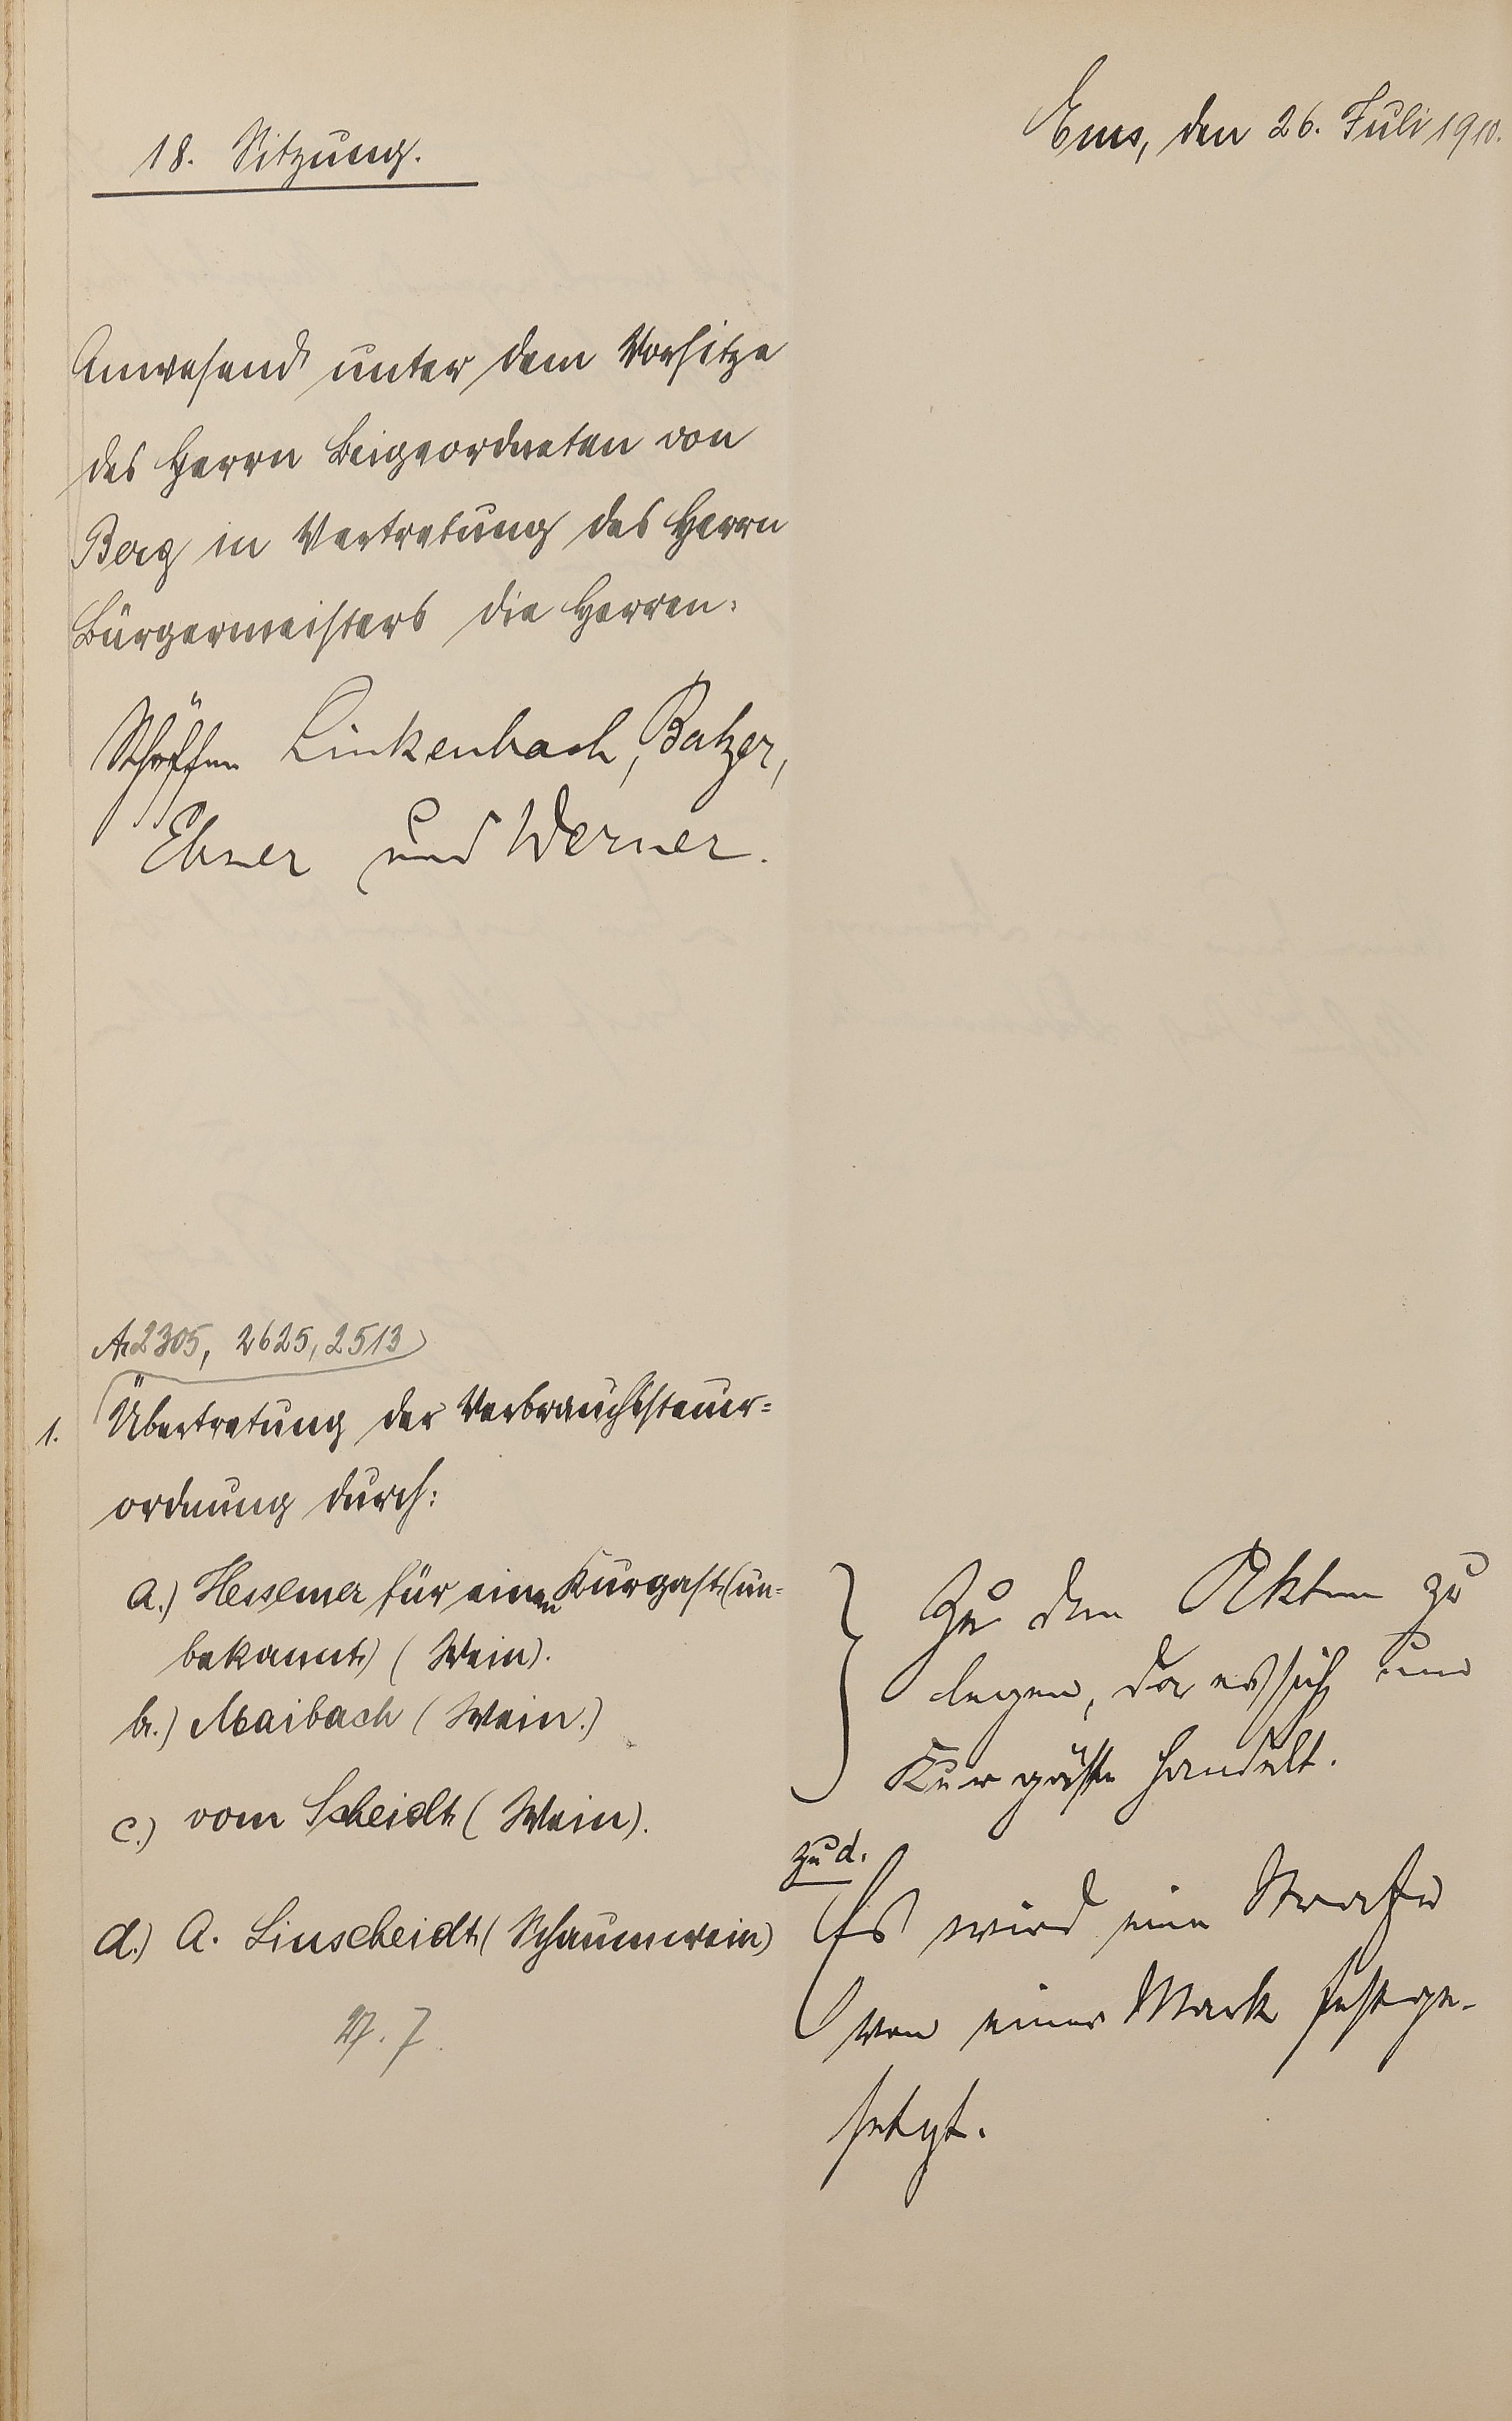 Ems, den 26. Juli 1910.
18. Sitzung.
Anwesend unter dem Vorsitze
des Herrn Beigeordneten von
Berg in Vertretung des Herrn
Bürgermeisters die Herren:
Schöffen Linkenbach, Balzer,
Ebner und Werner.
A 2305, 2625, 2513
1. Übertretung der Verbrauchssteuer=
ordnung durch:
a.) Hessemer für einen Kurgast (un=
bekannt) (Wein).
b.) Maibach (Wein.)
c.) vom Scheidt (Wein).
d.) A. Linscheidt (Schaumwein)
27. 7.
Zu den Akten zu
legen, da es sich um
Kurgäste handelt.
zu d.
Es wird eine Strafe
von einer Mark festge-
setzt.